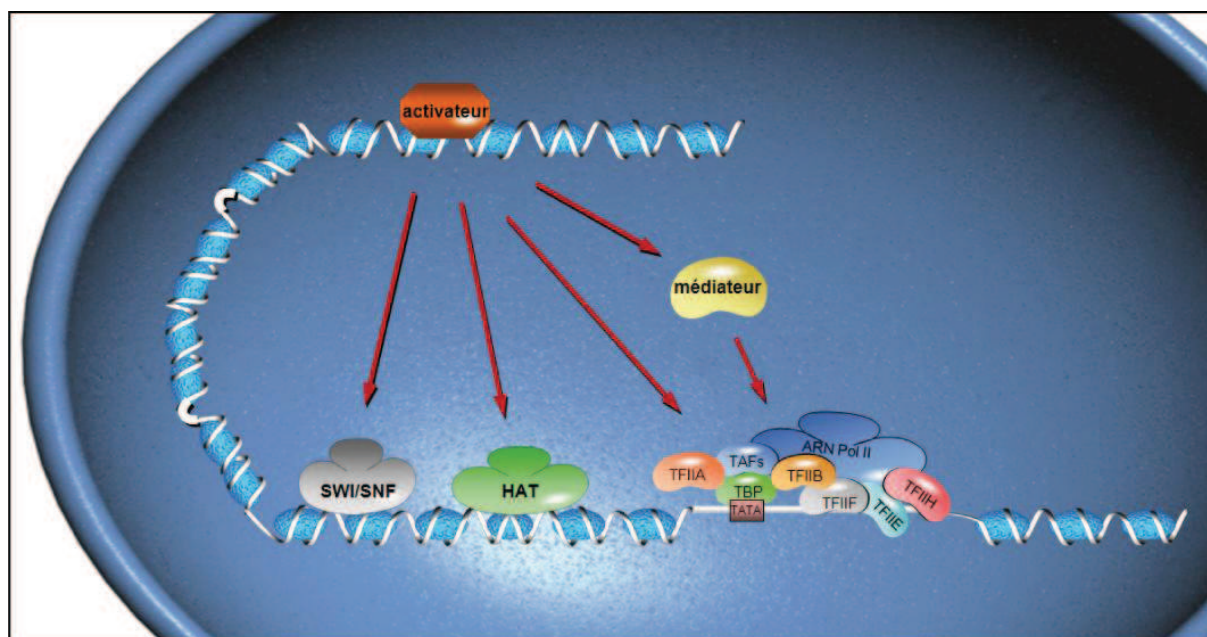 activateur
médiateur
SWI/SNF
HAT
TFIIA
TAFs
TBP
TATA
TFIIB
ARN Pol II
TFIIF
TFIIE
TFIIH